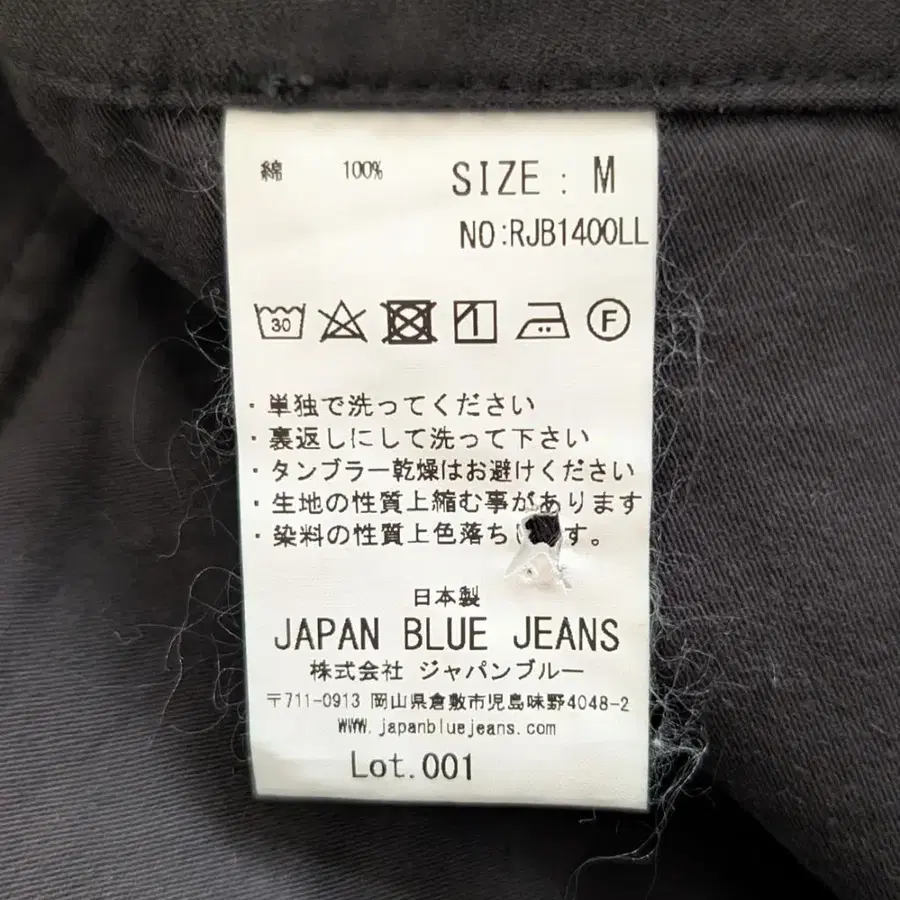 綿 100% SIZE : M
NO:RJB1400LL
30 1 F
・単独で洗ってください
・裏返しにして洗って下さい
・タンブラー乾燥はお避けください
・生地の性質上縮む事があります
・染料の性質上色落ち す。
日本製
JAPAN BLUE JEANS
株式会社 ジャパンブルー
〒711-0913 岡山県倉敷市児島味野4048-2
www.japanbluejeans.com
Lot.001